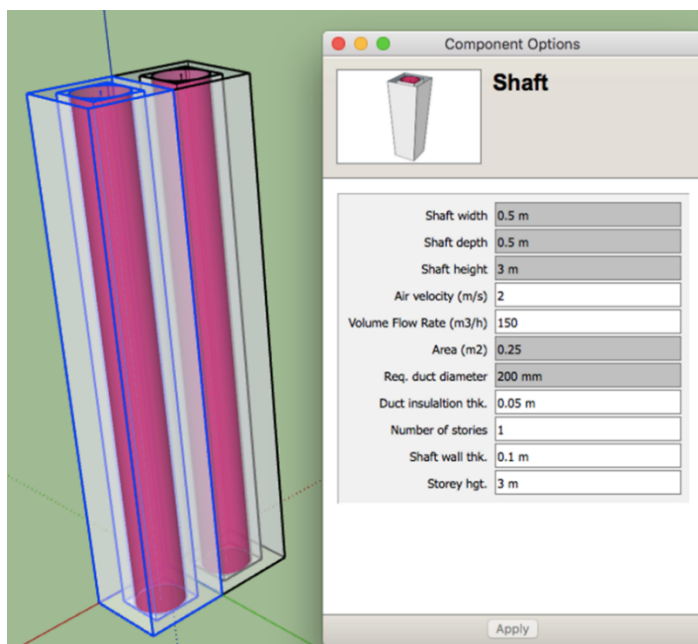 Component Options
Shaft
Shaft width 0.5 m
Shaft depth 0.5 m
Shaft height 3 m
Air velocity (m/s) 2
Volume Flow Rate (m3/h) 150
Area (m2) 0.25
Req. duct diameter 200 mm
Duct insulaltion thk. 0.05 m
Number of stories 1
Shaft wall thk. 0.1 m
Storey hgt. 3 m
Apply